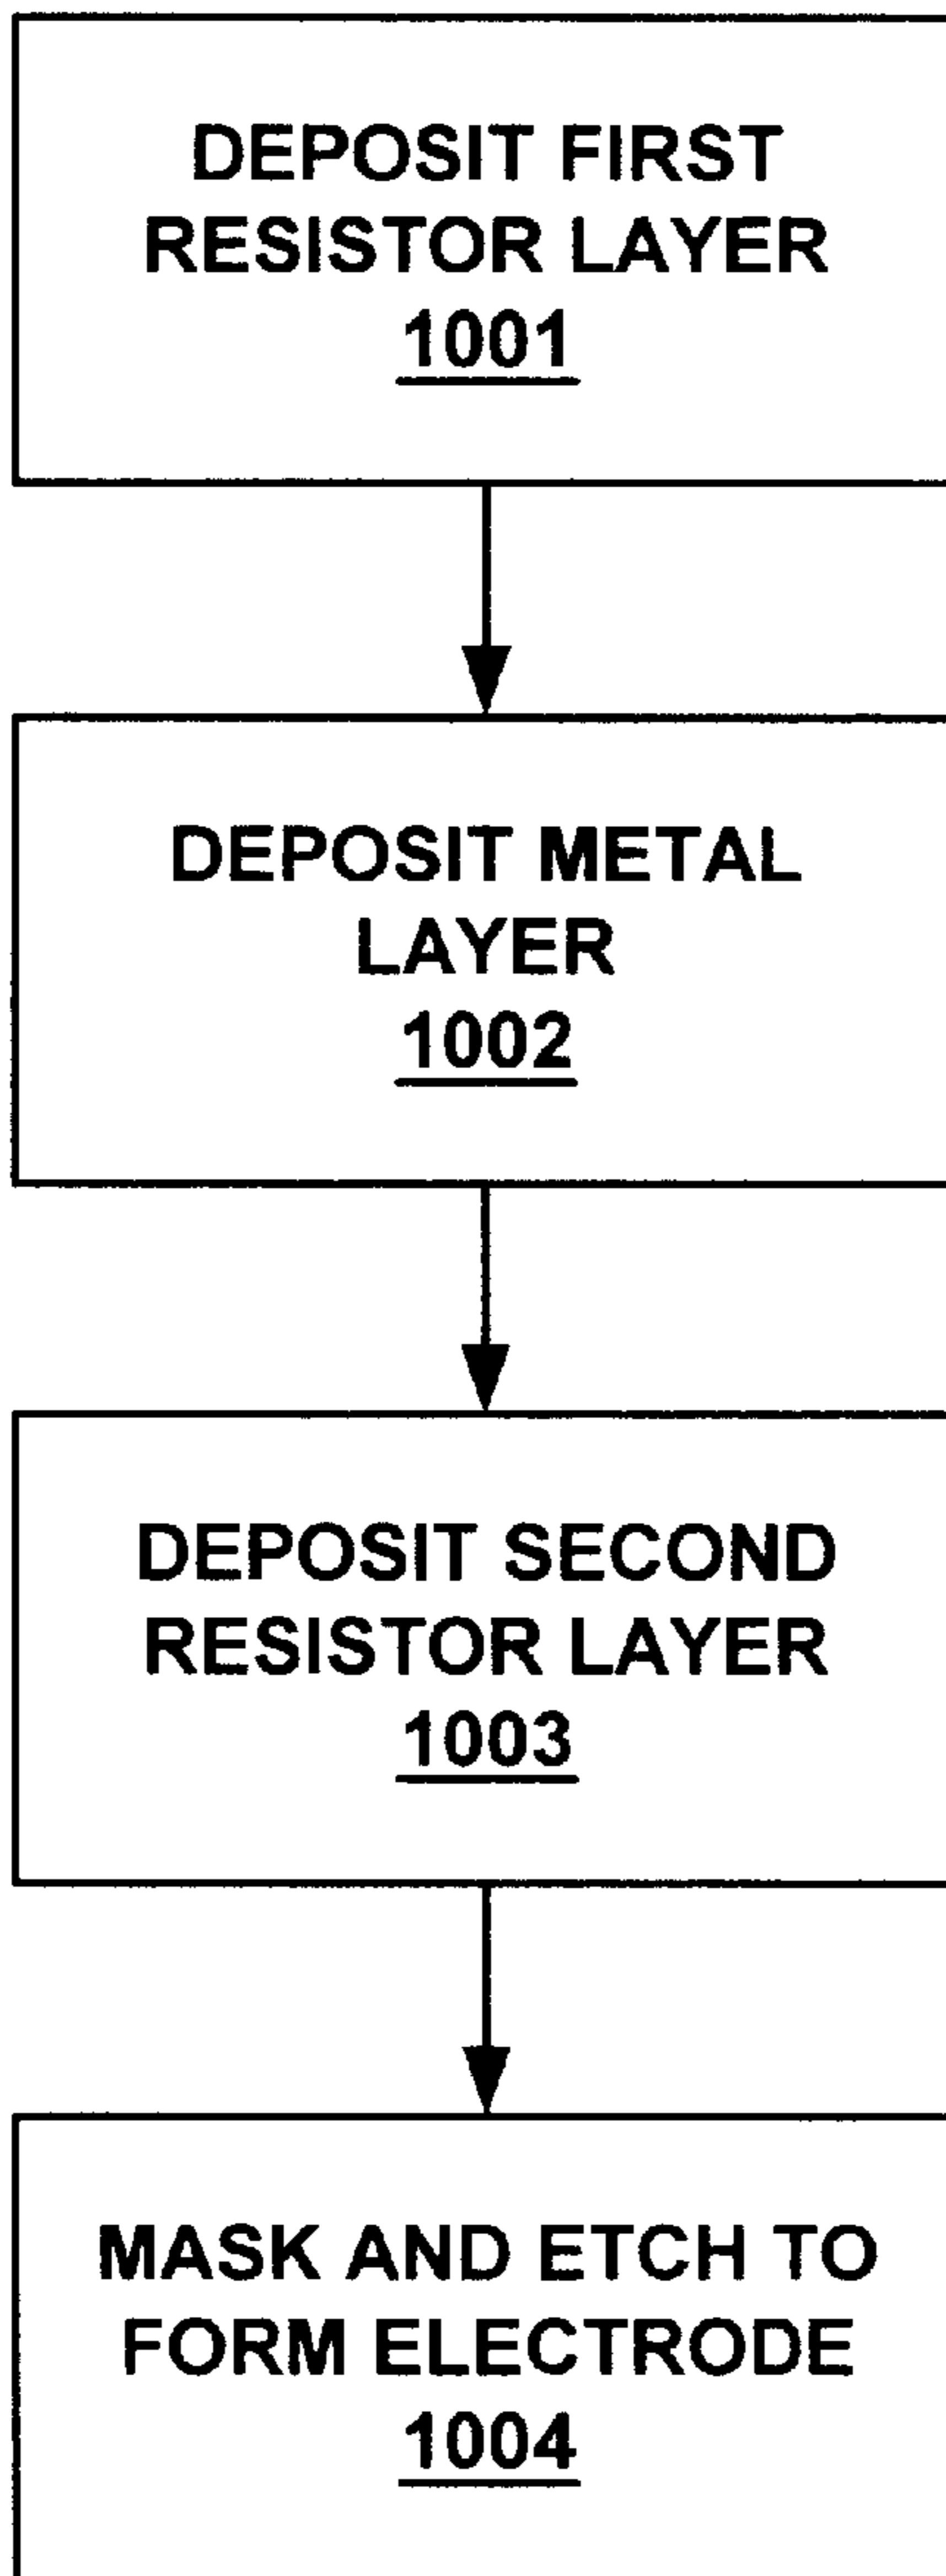 DEPOSIT FIRST
RESISTOR LAYER
1001
DEPOSIT METAL
LAYER
1002
DEPOSIT SECOND
RESISTOR LAYER
1003
MASK AND ETCH TO
FORM ELECTRODE
1004